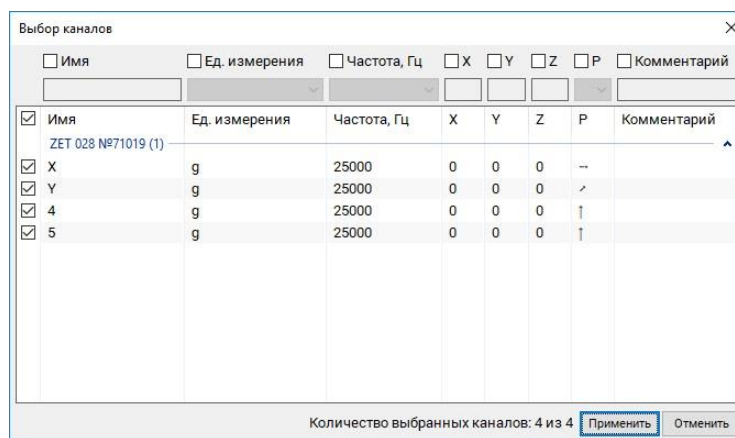 Выбор каналов
Имя Ед. измерения Частота, Гц X Y Z P Комментарий
Имя Ед. измерения Частота, Гц X Y Z P Комментарий
ZET 028 №71019 (1)
X g 25000 0 0 0
Y g 25000 0 0 0
4 g 25000 0 0 0
5 g 25000 0 0 0
Количество выбранных каналов: 4 из 4 Применить Отменить